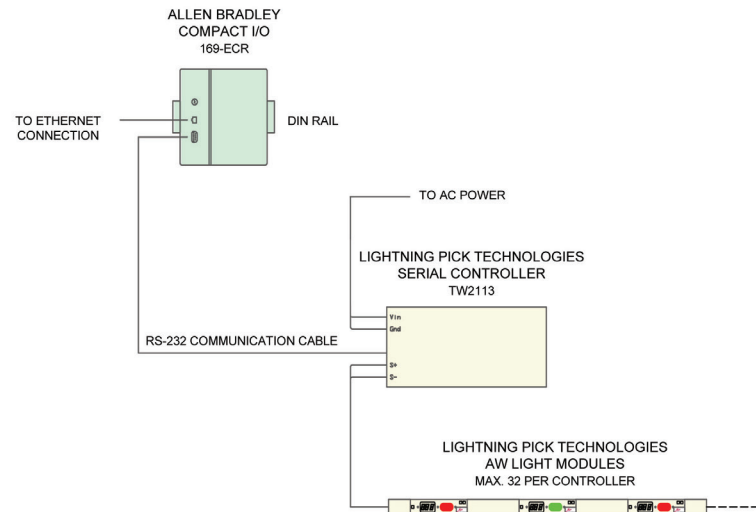 ALLEN BRADLEY
COMPACT I/O
169-ECR
TO ETHERNET
CONNECTION
DIN RAIL
TO AC POWER
LIGHTNING PICK TECHNOLOGIES
SERIAL CONTROLLER
TW2113
Vin
Gnd
RS-232 COMMUNICATION CABLE
S+
S-
LIGHTNING PICK TECHNOLOGIES
AW LIGHT MODULES
MAX. 32 PER CONTROLLER